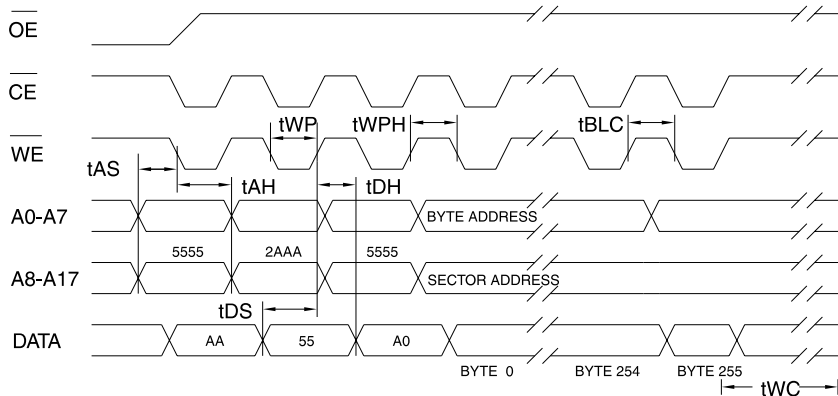 OE
CE
tWP tWPH tBLC
WE
tAS
tAH tDH
A0-A7 BYTE ADDRESS
5555 2AAA 5555
A8-A17 SECTOR ADDRESS
tDS
DATA AA 55 A0
BYTE 0 BYTE 254 BYTE 255
tWC